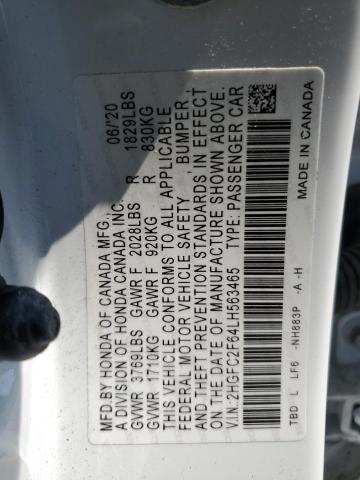 MFD BY HONDA OF CANADA MFG., 06/'20
A DIVISION OF HONDA CANADA INC.
GVWR 3769LBS GAWR F 2028LBS R 1829LBS
GVWR 1710KG GAWR F 920KG R 830KG
THIS VEHICLE CONFORMS TO ALL APPLICABLE
FEDERAL MOTOR VEHICLE SAFETY, BUMPER
AND THEFT PREVENTION STANDARDS IN EFFECT
ON THE DATE OF MANUFACTURE SHOWN ABOVE.
V.I.N.:2HGFC2F64LH563465 TYPE: PASSENGER CAR
TBD L LF6 -NH883P -A -H
MADE IN CANADA